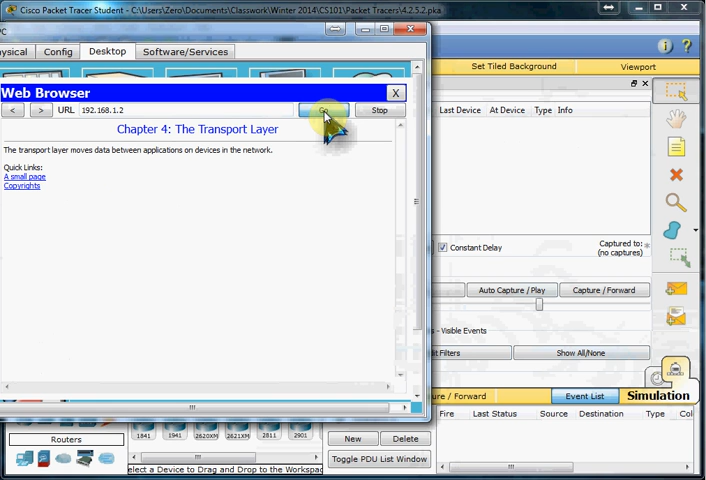 Cisco Packet Tracer Student - C:\Users\Zero\Documents\Classwork\Winter 2014\CS101\Packet Tracers\4.2.5.2.pka
Config
Desktop
Software/Services
Set Tiled Background
Viewport
Web Browser
X
<
>
URL
192.168.1.2
Go
Stop
Last Device
At Device
Type
Info
Chapter 4: The Transport Layer
The transport layer moves data between applications on devices in the network.
Quick Links:
A small page
Copyrights
Constant Delay
Captured to:
(no captures)
*
Auto Capture / Play
Capture / Forward
- Visible Events
Filters
Show All/None
/ Forward
Event List
Simulation
Fire
Last Status
Source
Destination
Type
Routers
1841
1941
2620XM
2621XM
2811
2901
New
Delete
Toggle PDU List Window
elect a Device to Drag and Drop to the Workspac